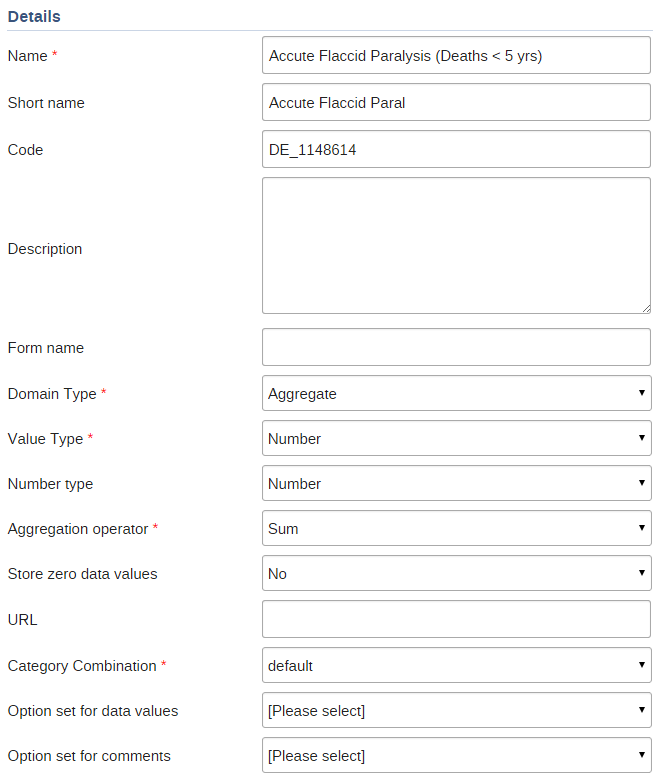 Details
Name * Accute Flaccid Paralysis (Deaths < 5 yrs)
Short name Accute Flaccid Paral
Code DE_1148614
Description
Form name
Domain Type * Aggregate
Value Type * Number
Number type Number
Aggregation operator * Sum
Store zero data values No
URL
Category Combination * default
Option set for data values [Please select]
Option set for comments [Please select]